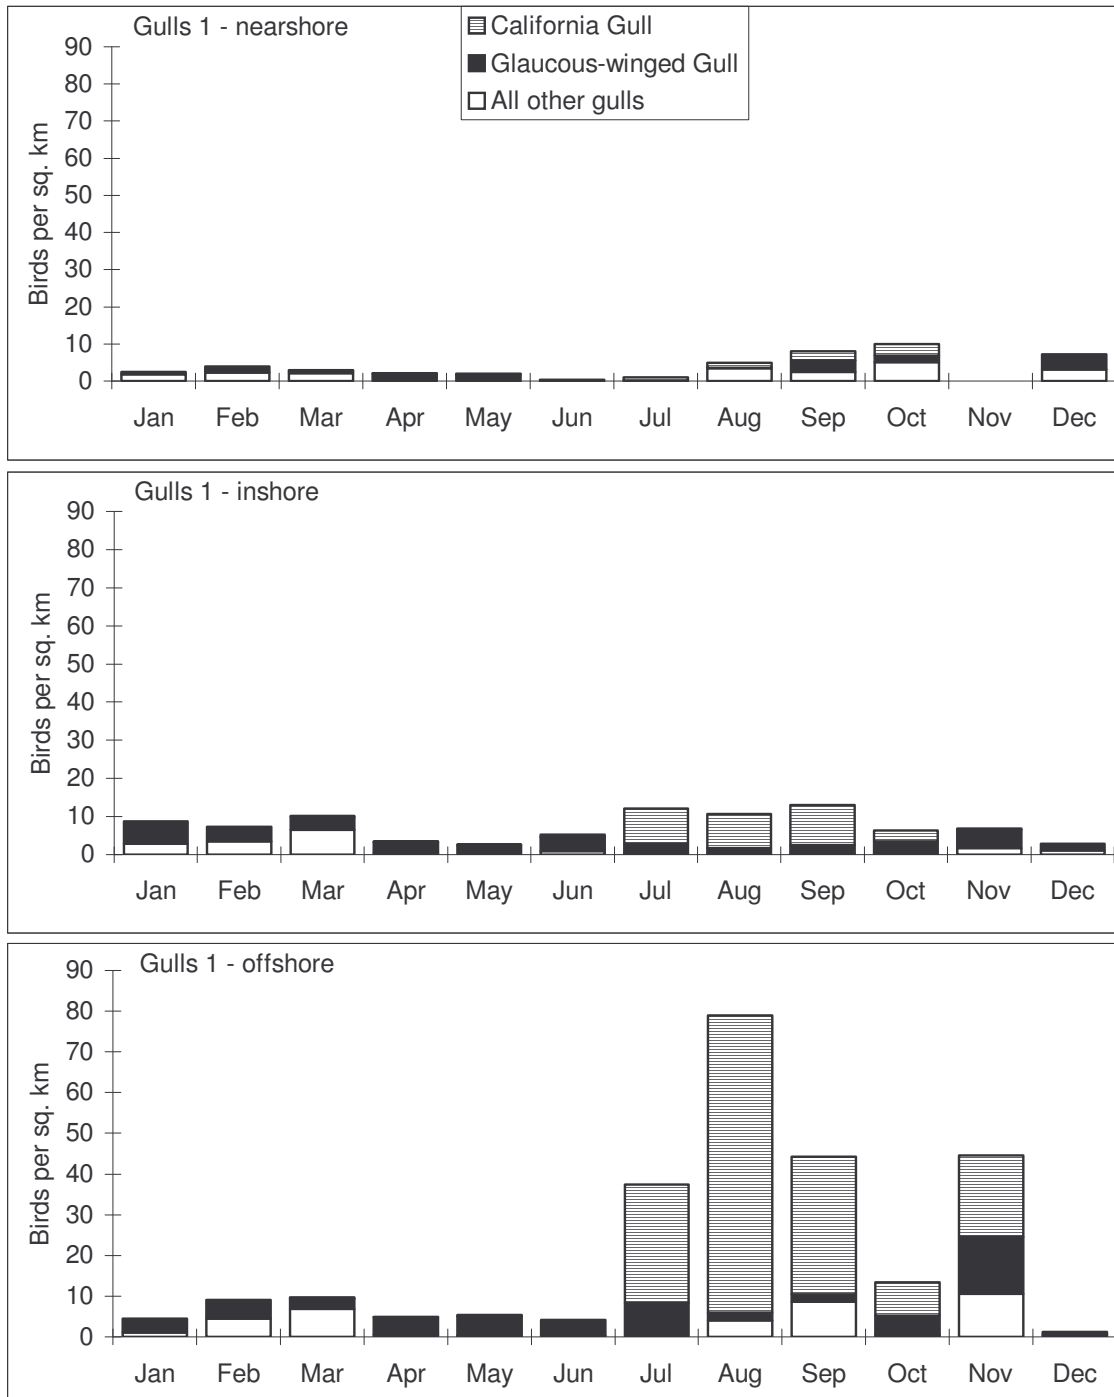 Gulls 1 - nearshore
California Gull
Glaucous-winged Gull
All other gulls
Birds per sq. km
90
80
70
60
50
40
30
20
10
0
Jan Feb Mar Apr May Jun Jul Aug Sep Oct Nov Dec
Gulls 1 - inshore
Birds per sq. km
90
80
70
60
50
40
30
20
10
0
Jan Feb Mar Apr May Jun Jul Aug Sep Oct Nov Dec
Gulls 1 - offshore
Birds per sq. km
90
80
70
60
50
40
30
20
10
0
Jan Feb Mar Apr May Jun Jul Aug Sep Oct Nov Dec